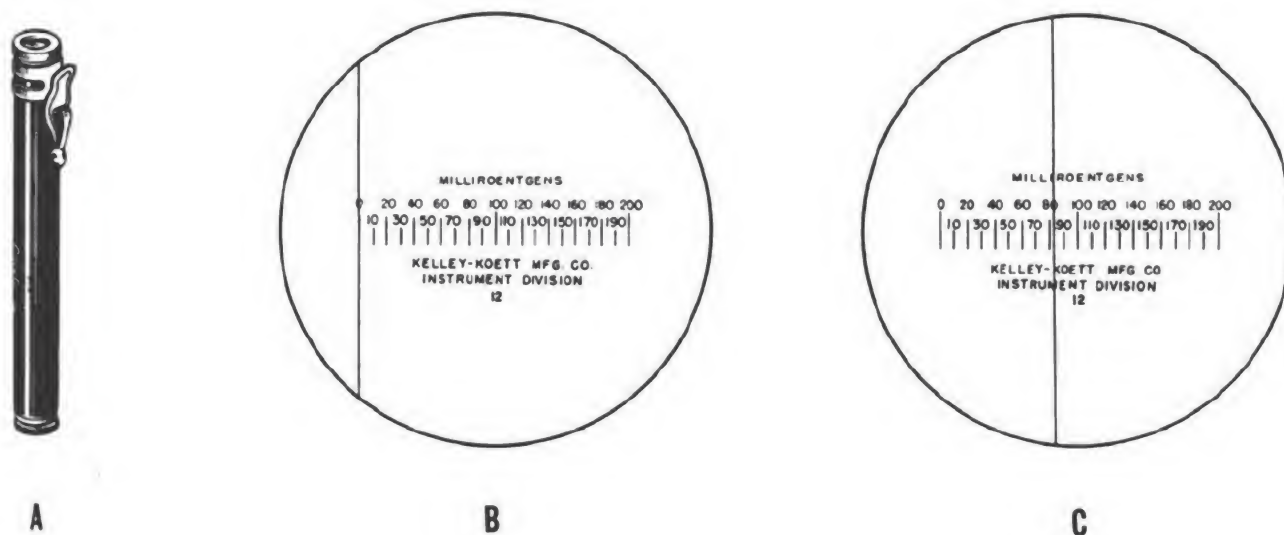 MILLIROENTGENS
0 20 40 60 80 100 120 140 160 180 200
10 30 50 70 90 110 130 150 170 190
KELLEY-KOETT MFG. CO.
INSTRUMENT DIVISION
12
MILLIROENTGENS
0 20 40 60 80 100 120 140 160 180 200
10 30 50 70 90 110 130 150 170 190
KELLEY-KOETT MFG CO
INSTRUMENT DIVISION
12
A
B
C